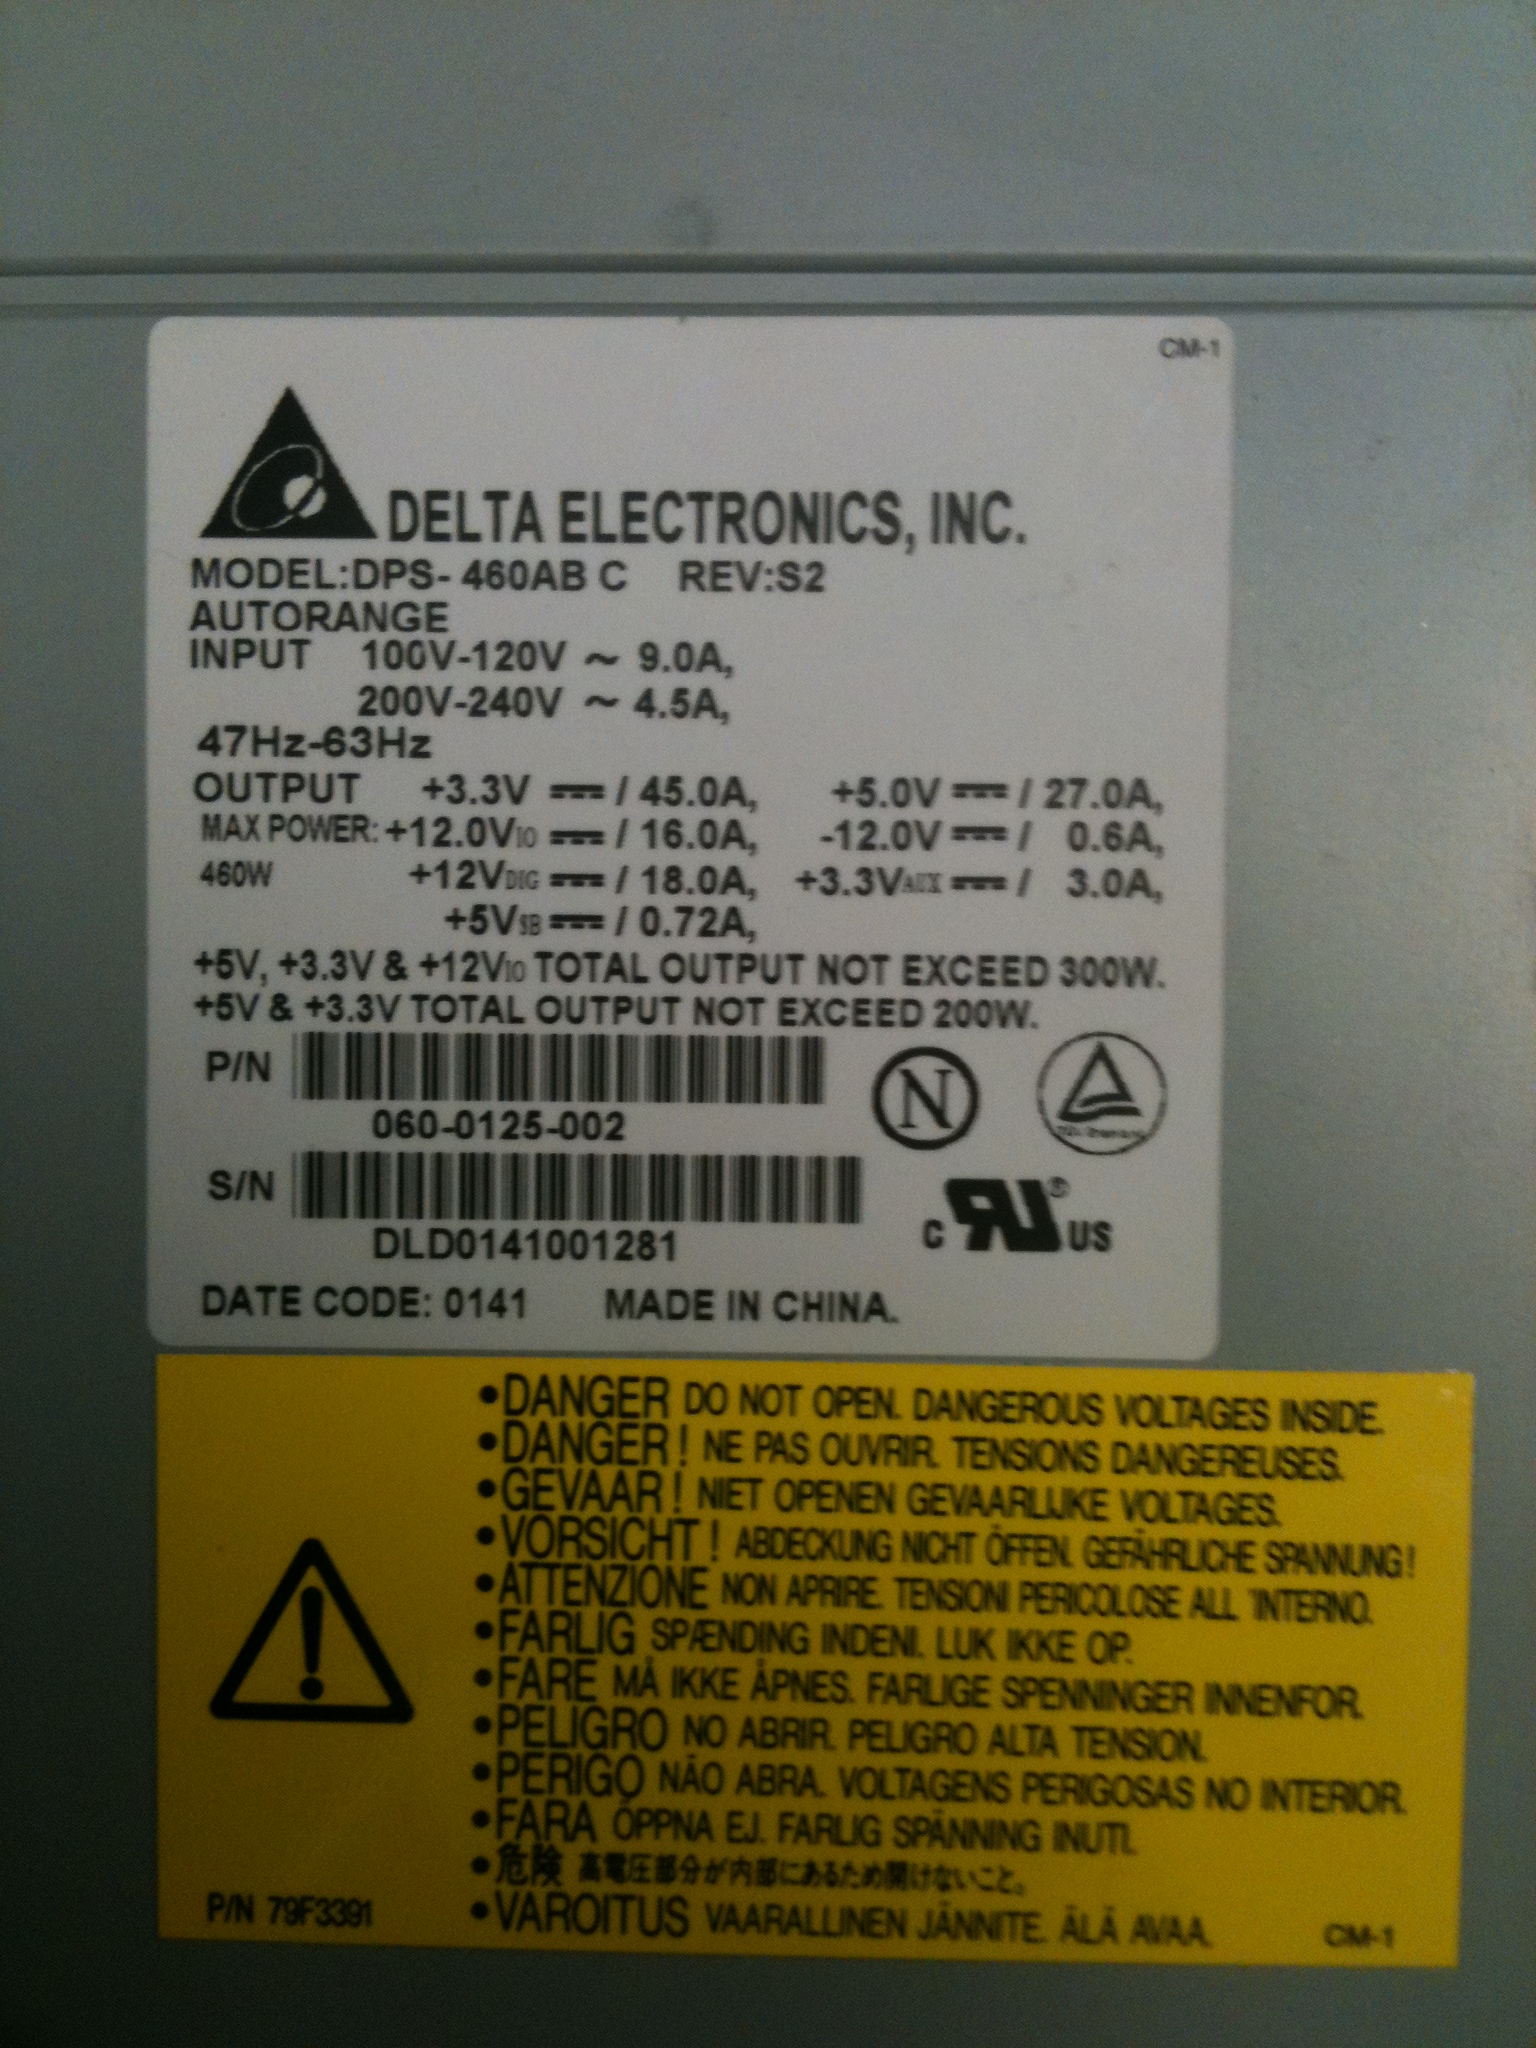 CM-1
DELTA ELECTRONICS, INC.
MODEL:DPS- 460AB C REV:S2
AUTORANGE
INPUT 100V-120V ~ 9.0A,
200V-240V ~ 4.5A,
47Hz-63Hz
OUTPUT +3.3V ⎓ / 45.0A, +5.0V ⎓ / 27.0A,
MAX POWER: +12.0VIO ⎓ / 16.0A, -12.0V ⎓ / 0.6A,
460W +12VDIG ⎓ / 18.0A, +3.3VAUX ⎓ / 3.0A,
+5VSB ⎓ / 0.72A,
+5V, +3.3V & +12VIO TOTAL OUTPUT NOT EXCEED 300W.
+5V & +3.3V TOTAL OUTPUT NOT EXCEED 200W.
P/N
060-0125-002
N
S/N
DLD0141001281
C RU ® US
DATE CODE: 0141 MADE IN CHINA.
•DANGER DO NOT OPEN. DANGEROUS VOLTAGES INSIDE.
•DANGER! NE PAS OUVRIR. TENSIONS DANGEREUSES.
•GEVAAR! NIET OPENEN GEVAARLIJKE VOLTAGES.
•VORSICHT! ABDECKUNG NICHT ÖFFEN. GEFÄHRLICHE SPANNUNG!
•ATTENZIONE NON APRIRE. TENSIONI PERICOLOSE ALL 'INTERNO.
•FARLIG SPÆNDING INDENI. LUK IKKE OP.
•FARE MÅ IKKE ÅPNES. FARLIGE SPENNINGER INNENFOR.
•PELIGRO NO ABRIR. PELIGRO ALTA TENSION.
•PERIGO NÃO ABRA. VOLTAGENS PERIGOSAS NO INTERIOR.
•FARA ÖPPNA EJ. FARLIG SPÄNNING INUTI.
•危険 高電圧部分が内部にあるため開けないこと。
•VAROITUS VAARALLINEN JÄNNITE. ÄLÄ AVAA.
P/N 79F3391
CM-1